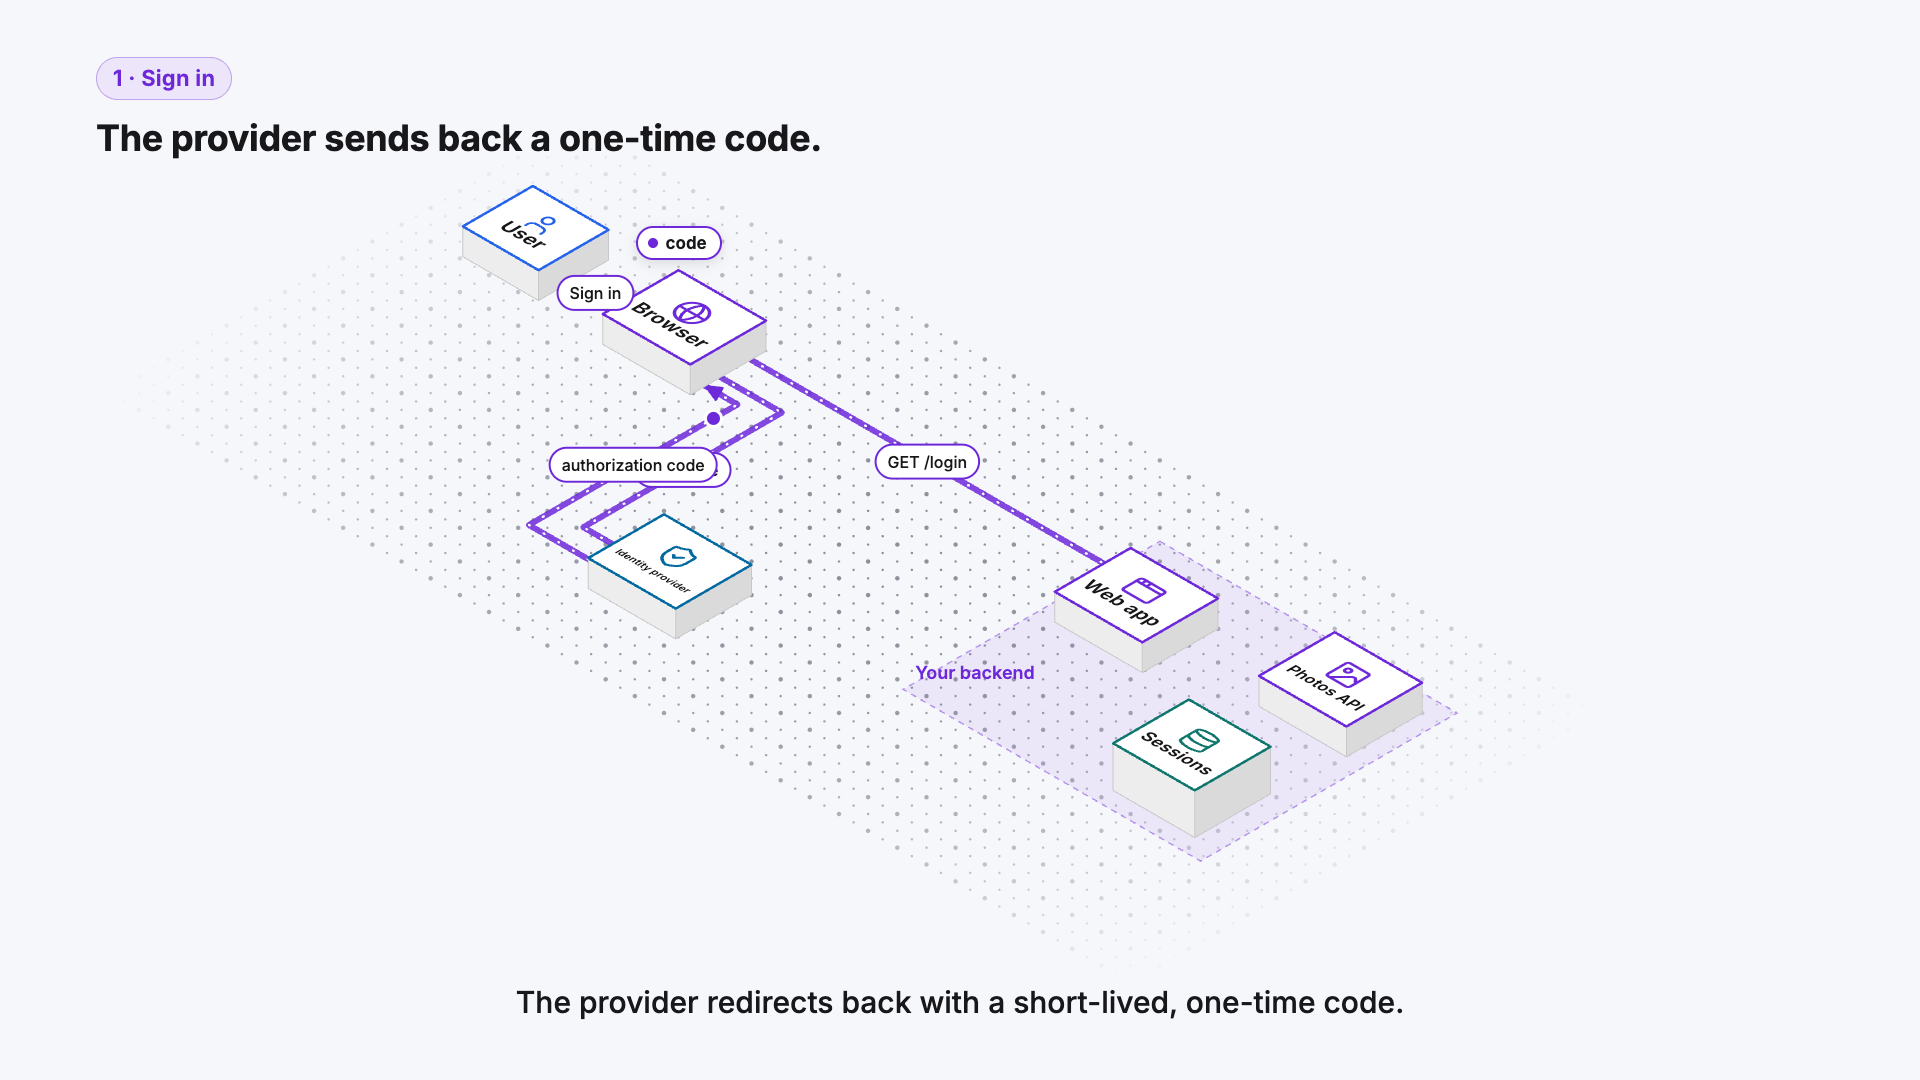 1 · Sign in
The provider sends back a one-time code.
User
code
Sign in
Browser
authorization code
GET /login
Identity provider
Web app
Your backend
Photos API
Sessions
The provider redirects back with a short-lived, one-time code.